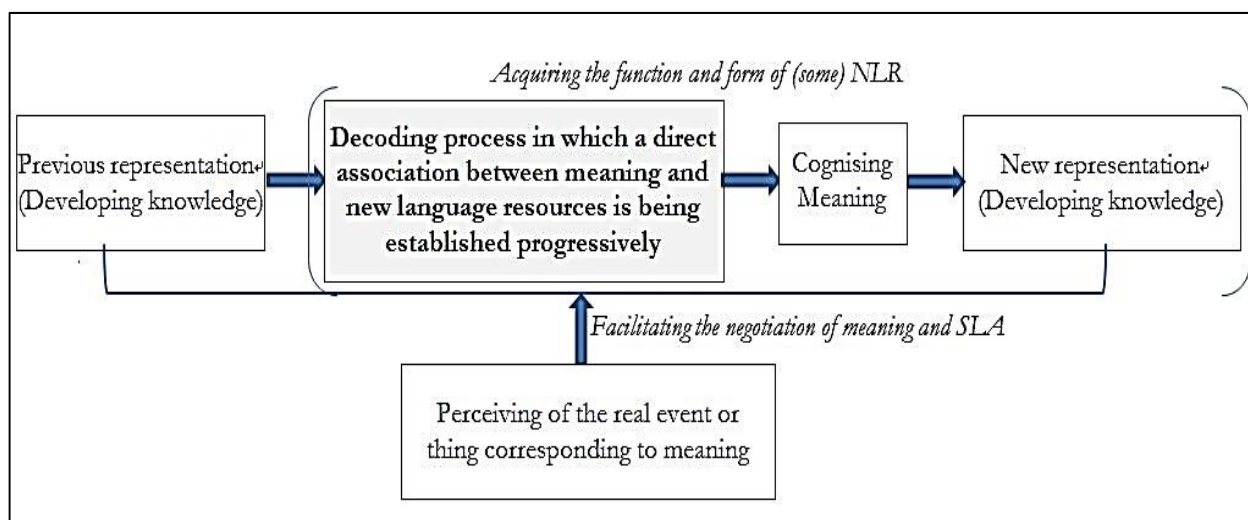 Acquiring the function and form of (some) NLR
Previous representation↵
(Developing knowledge)
Decoding process in which a direct
association between meaning and
new language resources is being
established progressively
Cognising
Meaning
New representation↵
(Developing knowledge)
Facilitating the negotiation of meaning and SLA
Perceiving of the real event or
thing corresponding to meaning